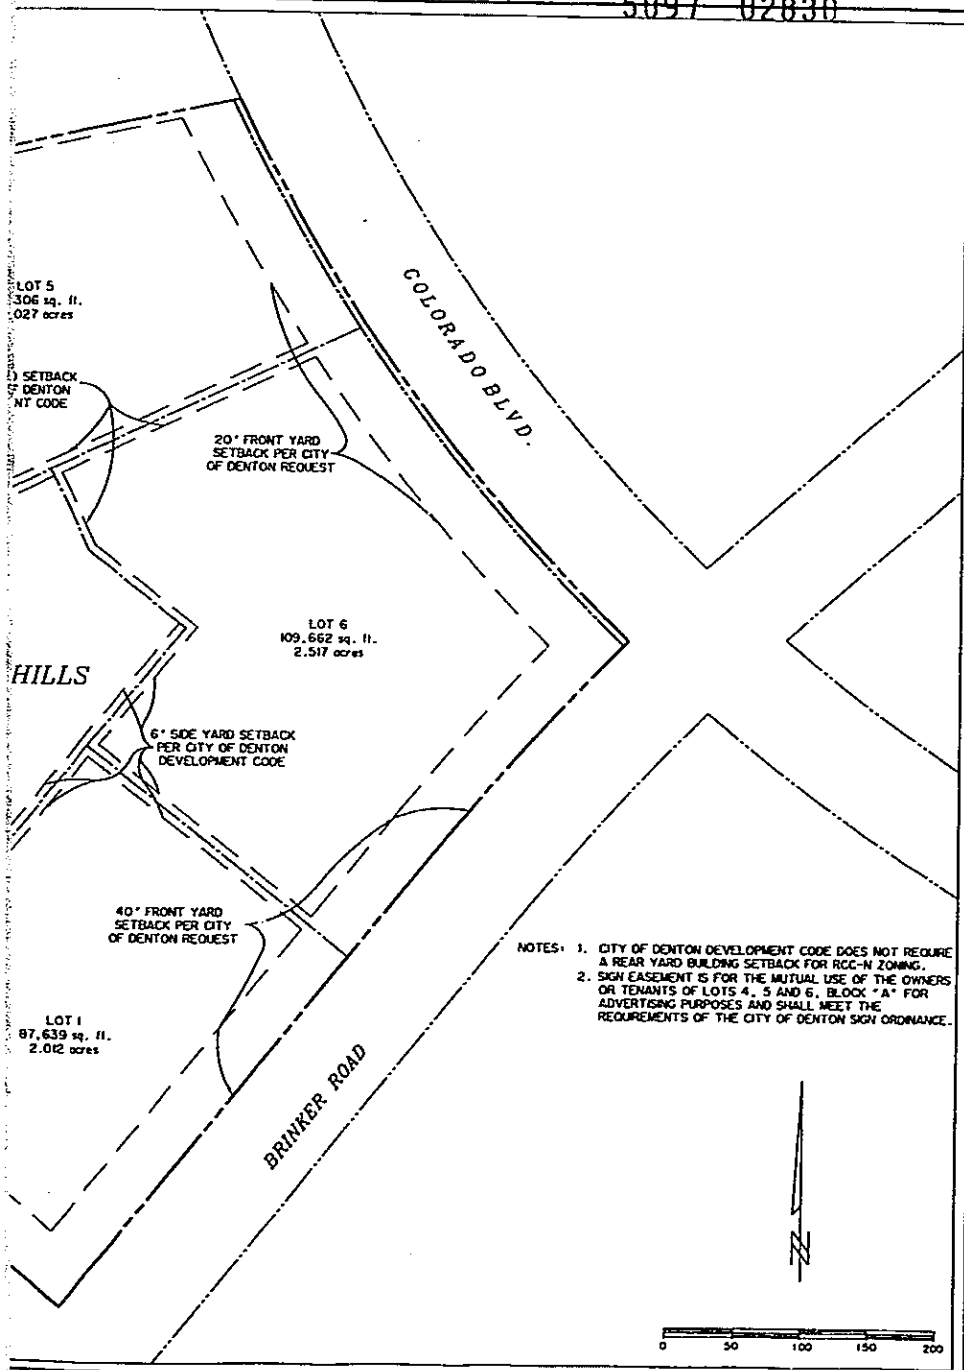 5097 02830
COLORADO BLVD.
LOT 5
306 sq. ft.
027 acres
SETBACK
DENTON
NT CODE
20' FRONT YARD
SETBACK PER CITY
OF DENTON REQUEST
LOT 6
109,662 sq. ft.
2.517 acres
HILLS
6' SIDE YARD SETBACK
PER CITY OF DENTON
DEVELOPMENT CODE
40' FRONT YARD
SETBACK PER CITY
OF DENTON REQUEST
NOTES: 1. CITY OF DENTON DEVELOPMENT CODE DOES NOT REQUIRE
A REAR YARD BUILDING SETBACK FOR RCC-N ZONING.
2. SIGN EASEMENT IS FOR THE MUTUAL USE OF THE OWNERS
OR TENANTS OF LOTS 4, 5 AND 6, BLOCK "A" FOR
ADVERTISING PURPOSES AND SHALL MEET THE
REQUIREMENTS OF THE CITY OF DENTON SIGN ORDINANCE.
LOT 1
87,639 sq. ft.
2.012 acres
BRINKER ROAD
N
0 50 100 150 200